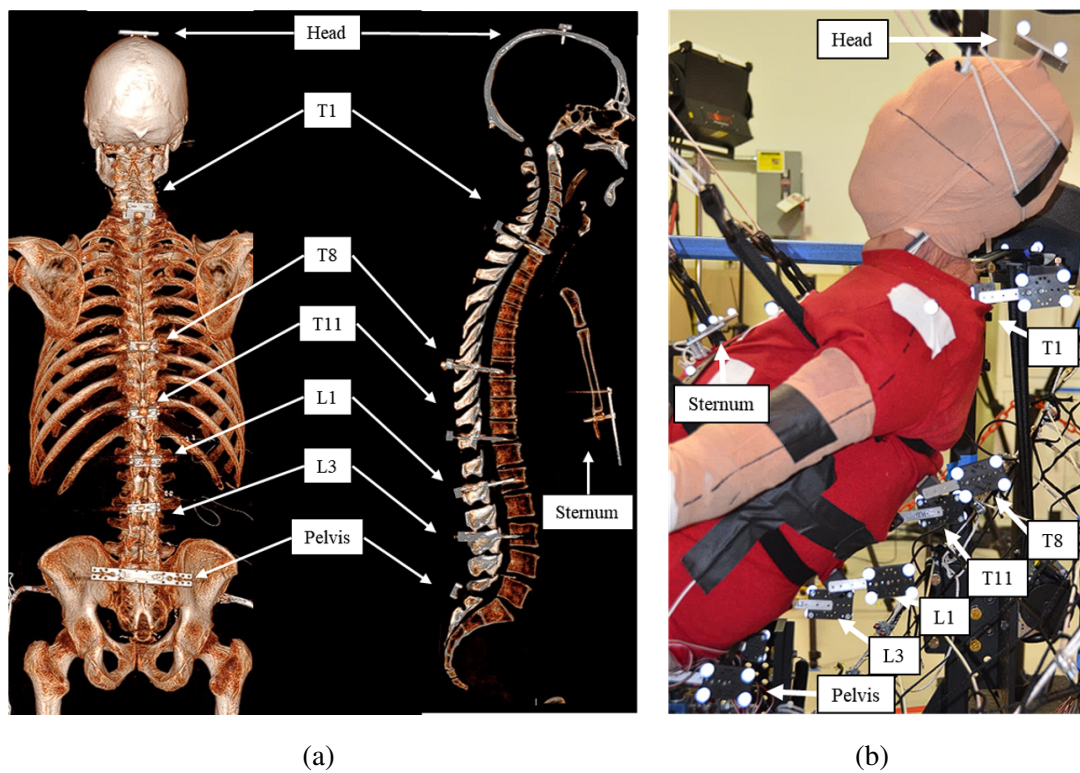 Head
T1
T8
T11
L1
L3
Pelvis
Sternum
(a)
Head
T1
Sternum
T8
T11
L1
L3
Pelvis
(b)